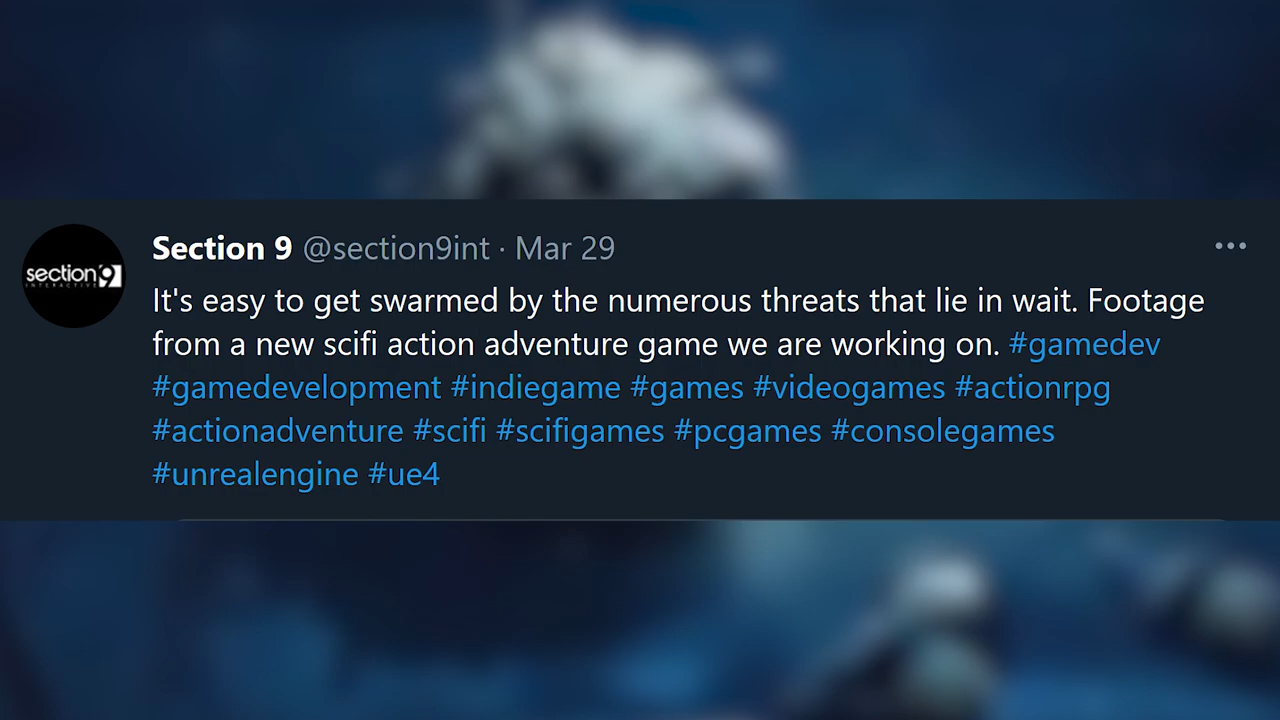 Section 9 @section9int · Mar 29
section9
INTERACTIVE
It's easy to get swarmed by the numerous threats that lie in wait. Footage
from a new scifi action adventure game we are working on. #gamedev
#gamedevelopment #indiegame #games #videogames #actionrpg
#actionadventure #scifi #scifigames #pcgames #consolegames
#unrealengine #ue4